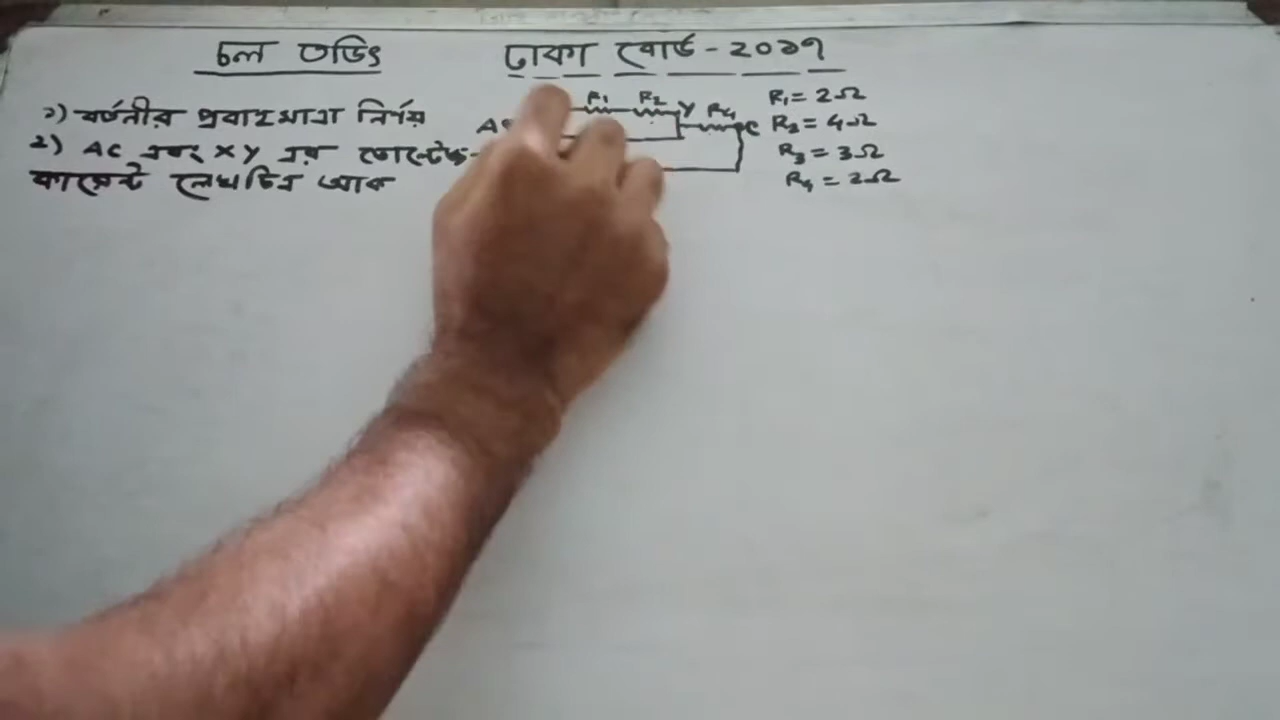 চল তডিৎ
ঢাকা বোর্ড - ২০১৭
১) বর্তনীর প্রবাহমাত্রা নির্ণয়
২) AC এবং XY এর ভোল্টেজ-
কারেন্ট লেখচিত্র আক
R₁ R₂ Y R₄
A C
R₁ = 2Ω
R₂ = 4Ω
R₃ = 3Ω
R₄ = 2Ω